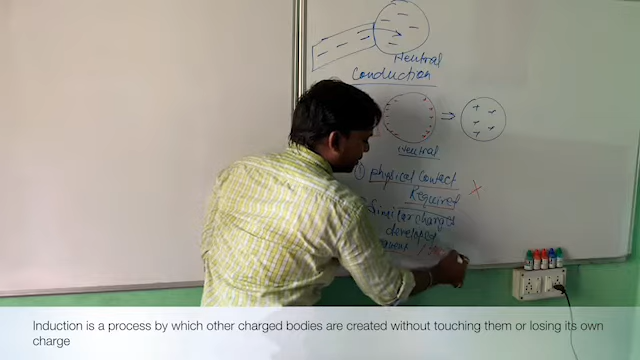 Neutral
Conduction
Neutral
① physical contact
Required
Similar charges
developed
Induction is a process by which other charged bodies are created without touching them or losing its own
charge